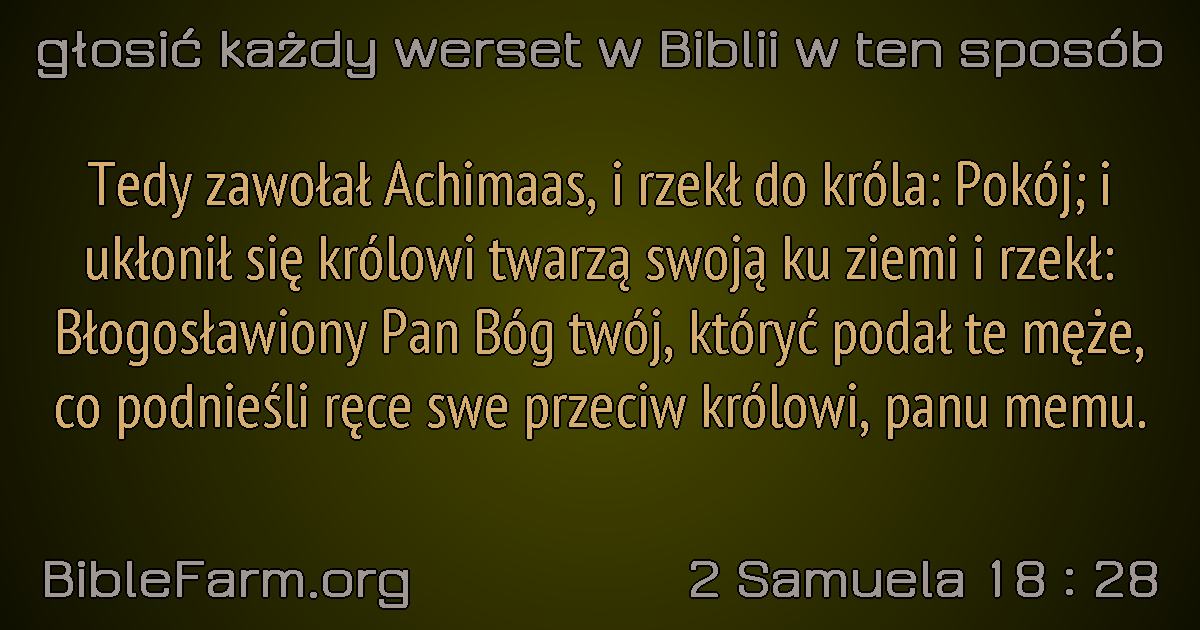 głosić każdy werset w Biblii w ten sposób
Tedy zawołał Achimaas, i rzekł do króla: Pokój; i
ukłonił się królowi twarzą swoją ku ziemi i rzekł:
Błogosławiony Pan Bóg twój, któryć podał te męże,
co podnieśli ręce swe przeciw królowi, panu memu.
BibleFarm.org
2 Samuela 18 : 28